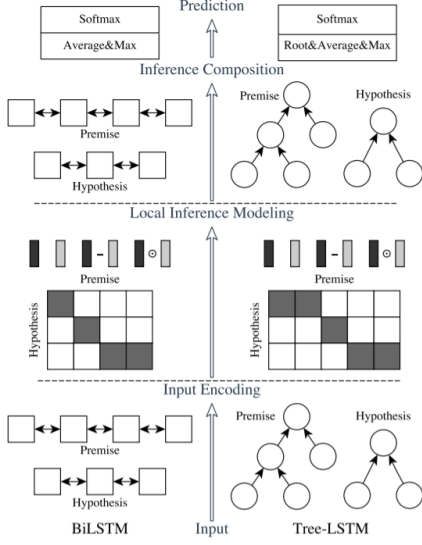 Prediction
Softmax
Average&Max
Softmax
Root&Average&Max
Inference Composition
Premise
Hypothesis
Premise
Hypothesis
Local Inference Modeling
–
–
⊙
–
–
⊙
Premise
Hypothesis
Premise
Hypothesis
Input Encoding
Premise
Hypothesis
Premise
Hypothesis
BiLSTM
Input
Tree-LSTM